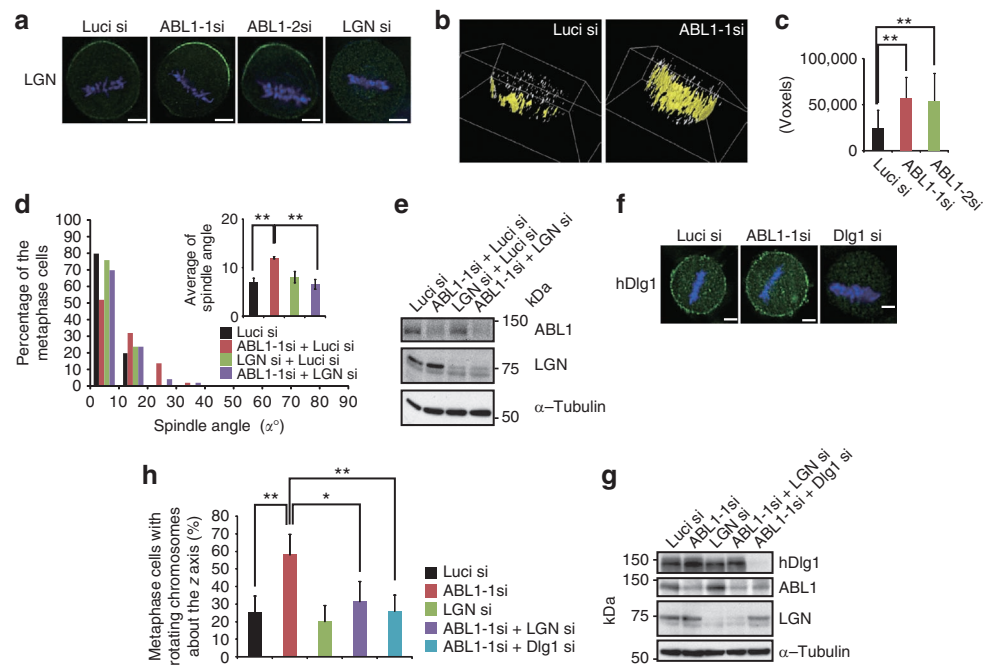 a
Luci si ABL1-1si ABL1-2si LGN si
LGN
b
Luci si ABL1-1si
c
** **
(Voxels)
100,000
50,000
0
Luci si ABL1-1si ABL1-2si
d
Percentage of the metaphase cells
100
90
80
70
60
50
40
30
20
10
0
0 10 20 30 40 50 60 70 80 90
Spindle angle (α°)
Average of spindle angle
20
10
0
** **
Luci si
ABL1-1si + Luci si
LGN si + Luci si
ABL1-1si + LGN si
e
Luci si
ABL1-1si + Luci si
LGN si + Luci si
ABL1-1si + LGN si
kDa
150
ABL1
75
LGN
50
α–Tubulin
f
Luci si ABL1-1si Dlg1 si
hDlg1
h
Metaphase cells with rotating chromosomes about the z axis (%)
80
70
60
50
40
30
20
10
0
** * **
Luci si
ABL1-1si
LGN si
ABL1-1si + LGN si
ABL1-1si + Dlg1 si
g
Luci si
ABL1-1si
LGN si
ABL1-1si + LGN si
ABL1-1si + Dlg1 si
kDa
150 hDlg1
150 ABL1
75 LGN
50 α–Tubulin